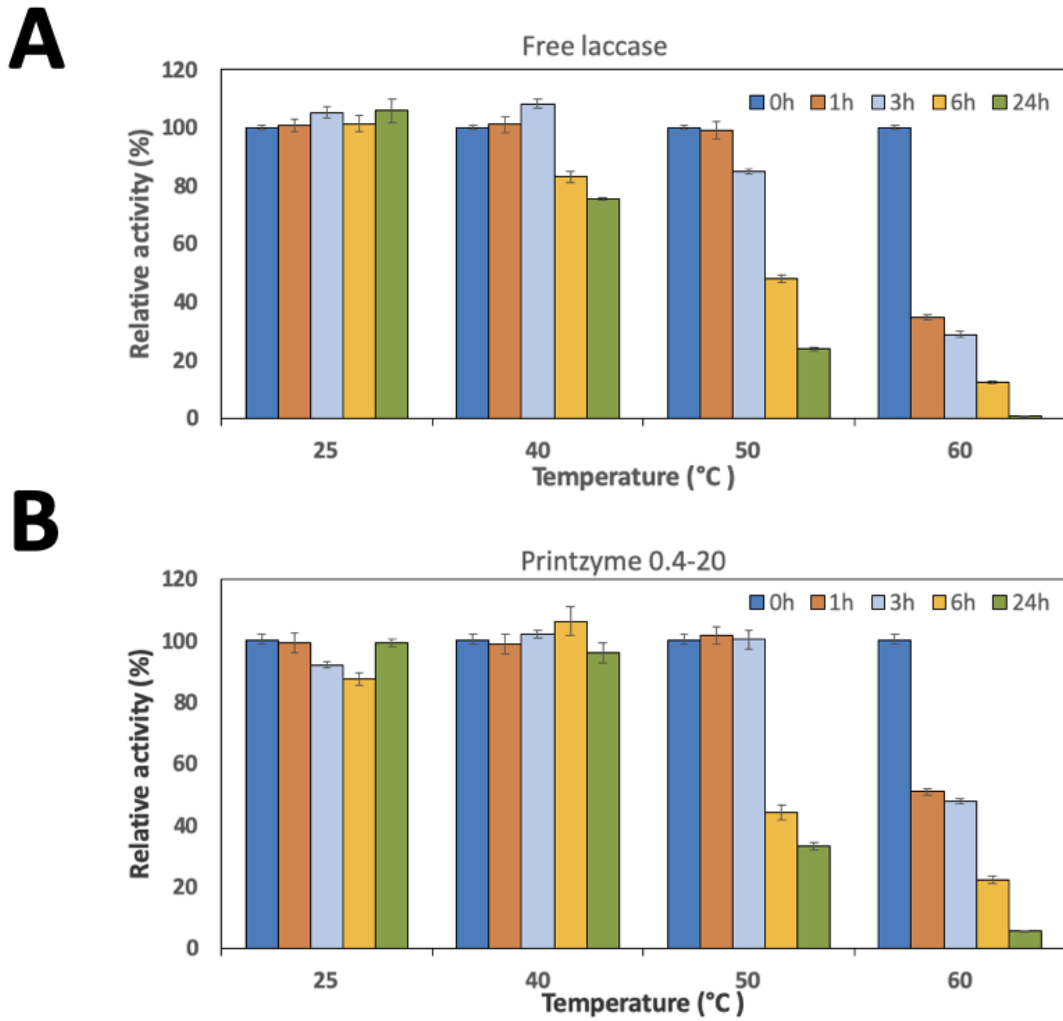 A
Free laccase
0h 1h 3h 6h 24h
Relative activity (%)
120
100
80
60
40
20
0
25 40 50 60
Temperature (°C )
B
Printzyme 0.4-20
0h 1h 3h 6h 24h
Relative activity (%)
120
100
80
60
40
20
0
25 40 50 60
Temperature (°C )